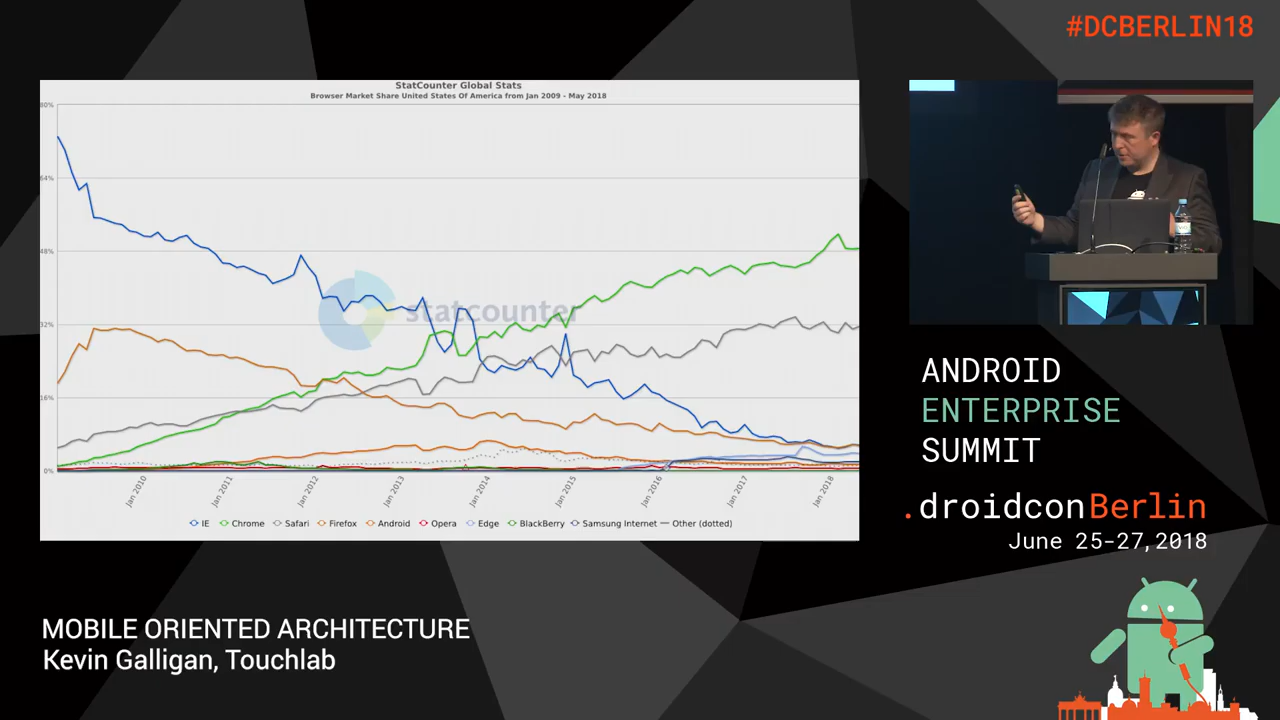 #DCBERLIN18
StatCounter Global Stats
Browser Market Share United States Of America from Jan 2009 - May 2018
80%
64%
48%
statcounter
32%
16%
0%
Jan 2010
Jan 2011
Jan 2012
Jan 2013
Jan 2014
Jan 2015
Jan 2016
Jan 2017
Jan 2018
IE Chrome Safari Firefox Android Opera Edge BlackBerry Samsung Internet Other (dotted)
ANDROID
ENTERPRISE
SUMMIT
.droidconBerlin
June 25-27, 2018
MOBILE ORIENTED ARCHITECTURE
Kevin Galligan, Touchlab